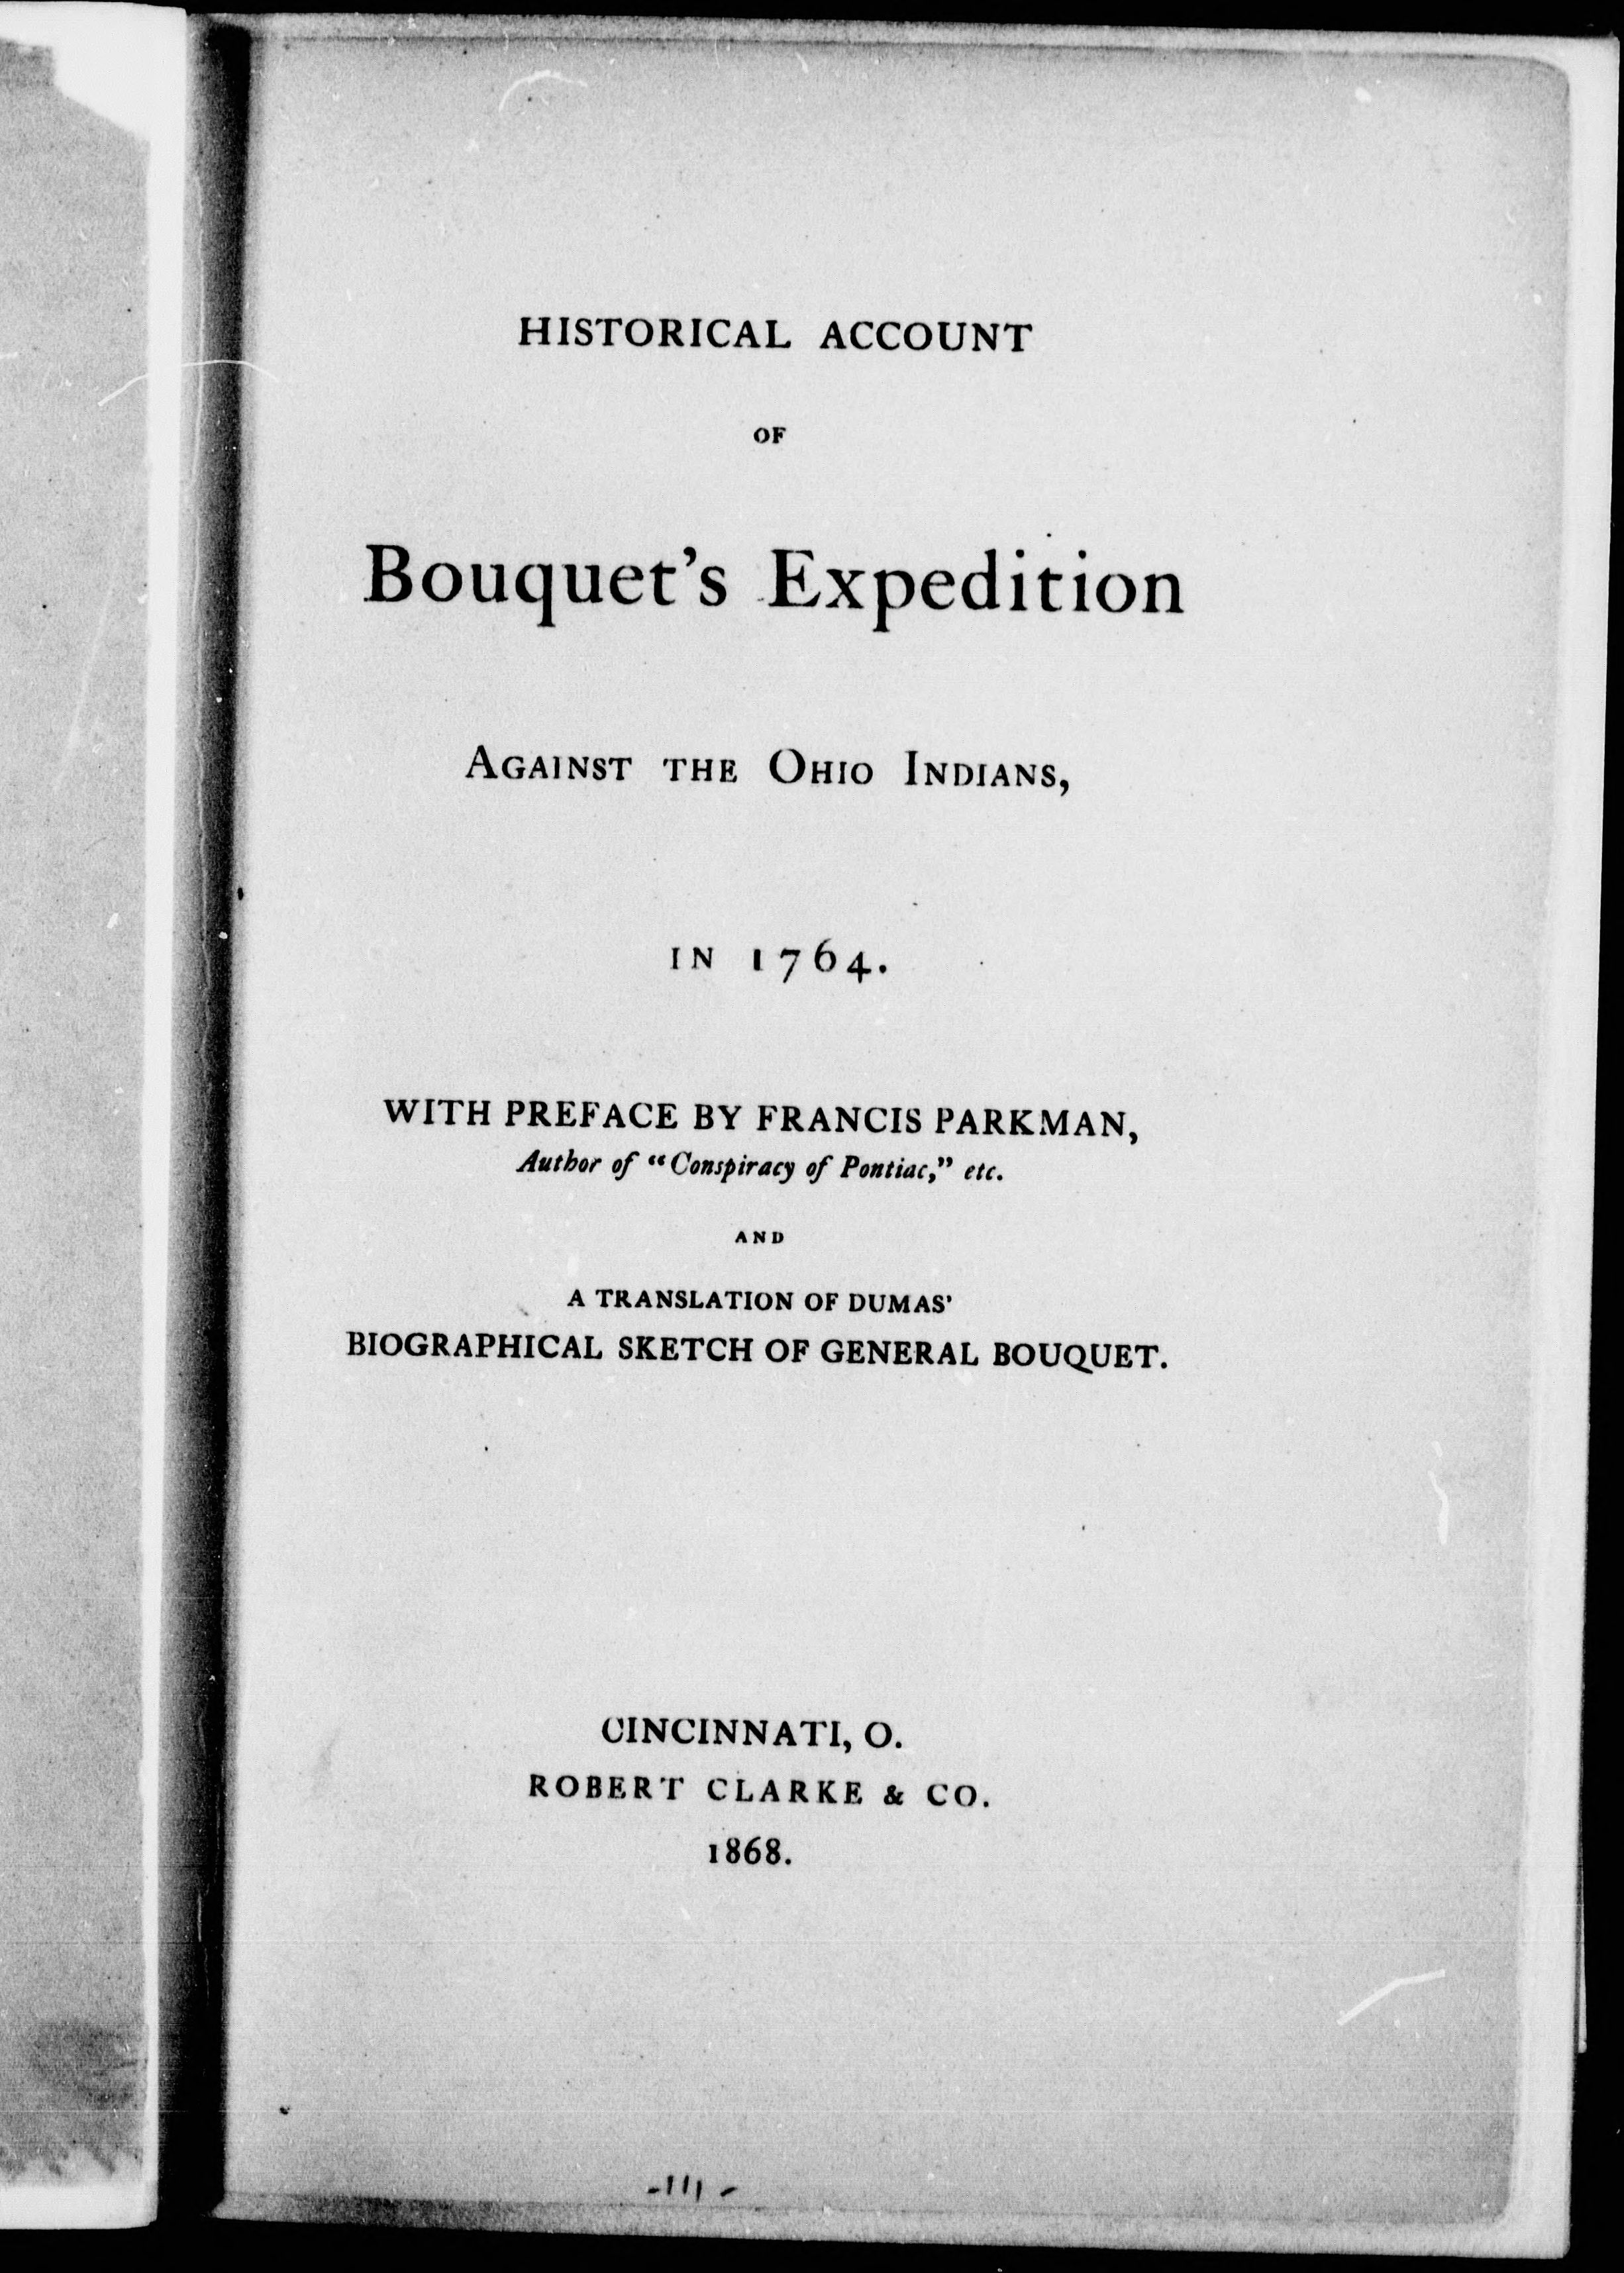 HISTORICAL ACCOUNT
OF
Bouquet's Expedition
AGAINST THE OHIO INDIANS,
IN 1764.
WITH PREFACE BY FRANCIS PARKMAN,
Author of "Conspiracy of Pontiac," etc.
AND
A TRANSLATION OF DUMAS'
BIOGRAPHICAL SKETCH OF GENERAL BOUQUET.
CINCINNATI, O.
ROBERT CLARKE & CO.
1868.
-111-